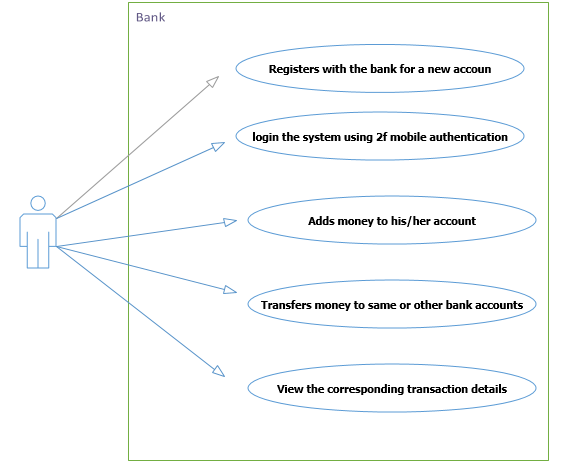 Bank
Registers with the bank for a new accoun
login the system using 2f mobile authentication
Adds money to his/her account
Transfers money to same or other bank accounts
View the corresponding transaction details